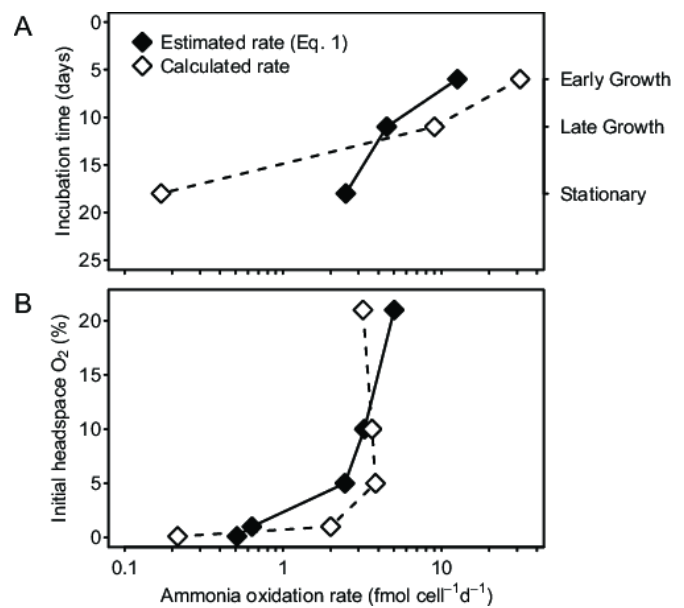 A
Estimated rate (Eq. 1)
Calculated rate
Incubation time (days)
0
5
10
15
20
25
Early Growth
Late Growth
Stationary
B
Initial headspace O₂ (%)
20
15
10
5
0
0.1
1
10
Ammonia oxidation rate (fmol cell⁻¹d⁻¹)